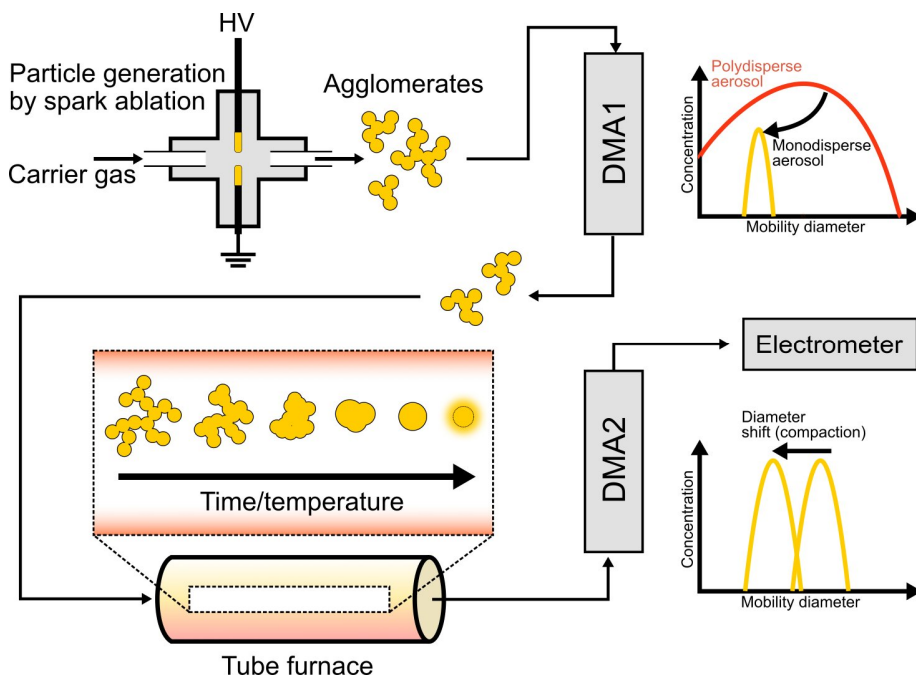 HV
Particle generation
by spark ablation
Carrier gas
Agglomerates
DMA1
Polydisperse
aerosol
Monodisperse
aerosol
Concentration
Mobility diameter
Time/temperature
Tube furnace
DMA2
Electrometer
Diameter
shift (compaction)
Concentration
Mobility diameter